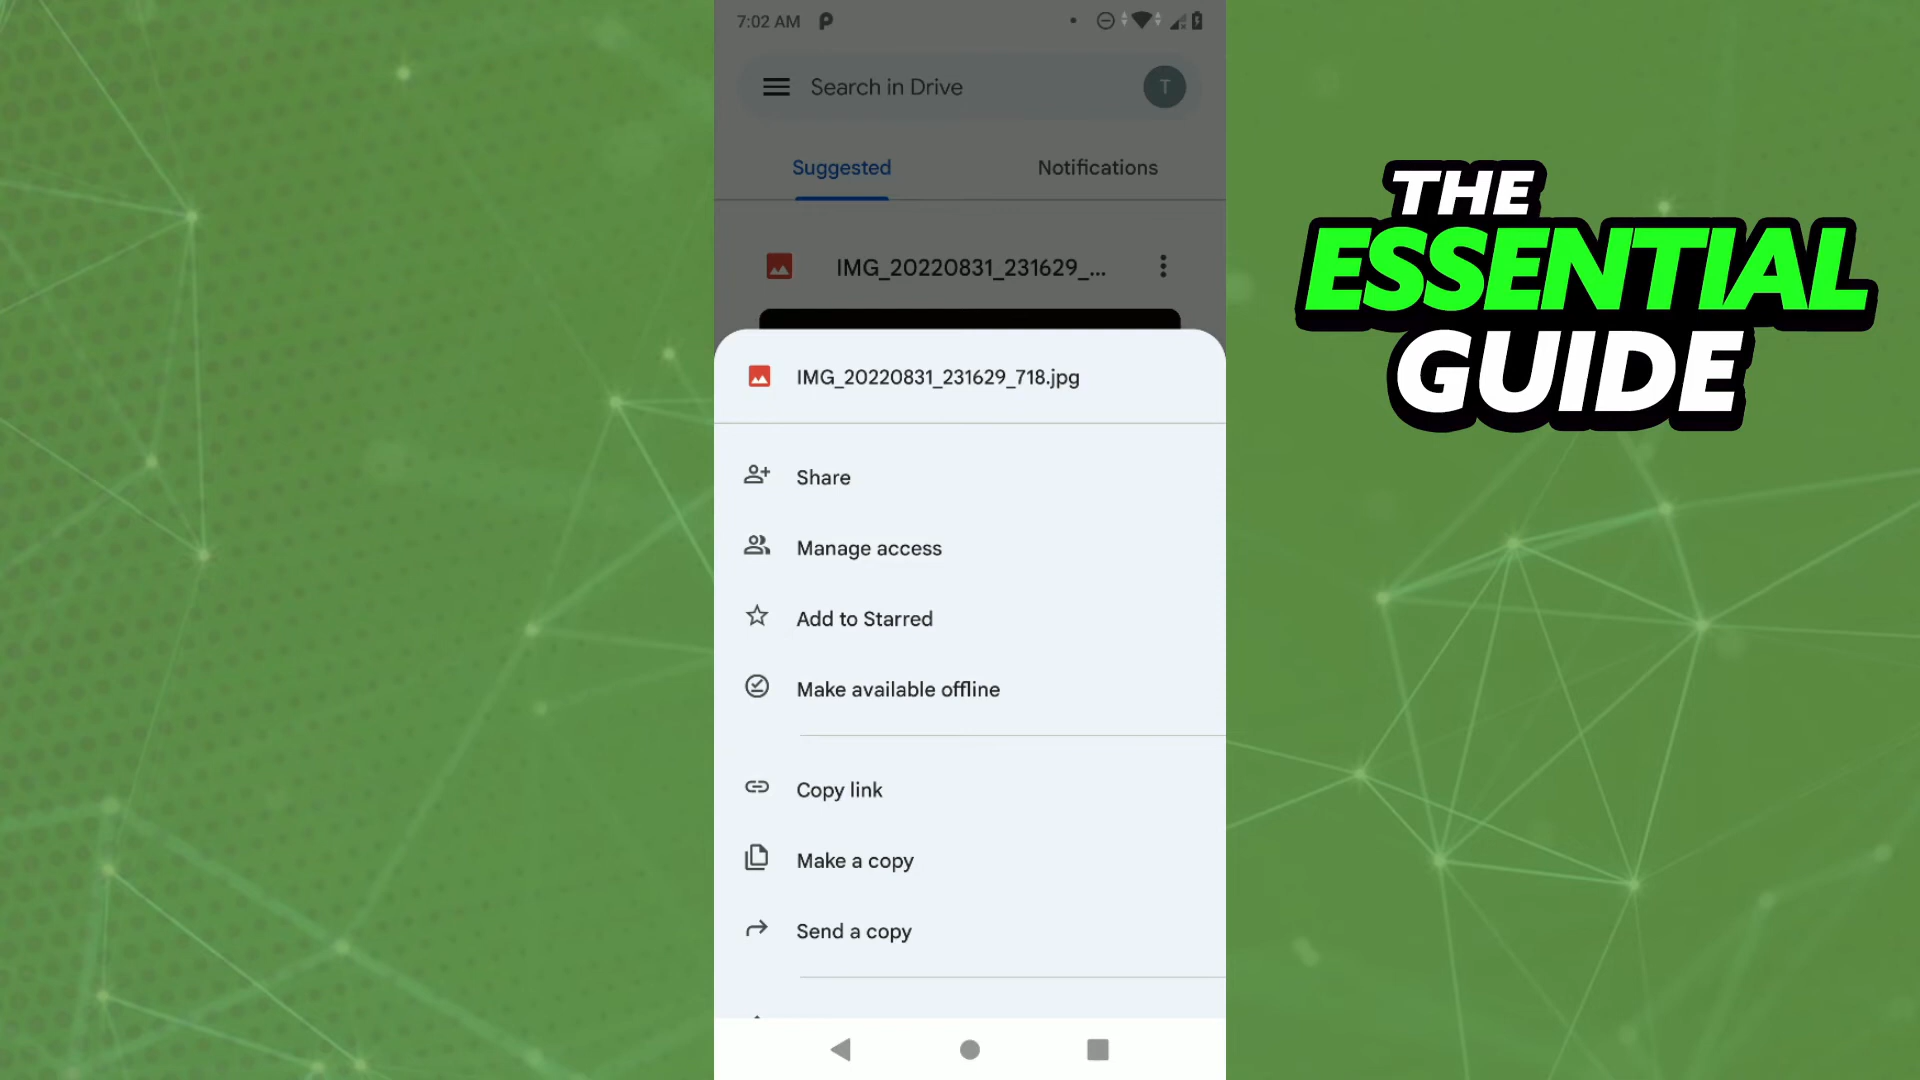 7:02 AM
Search in Drive
T
Suggested
Notifications
IMG_20220831_231629_...
IMG_20220831_231629_718.jpg
Share
Manage access
Add to Starred
Make available offline
Copy link
Make a copy
Send a copy
THE
ESSENTIAL
GUIDE